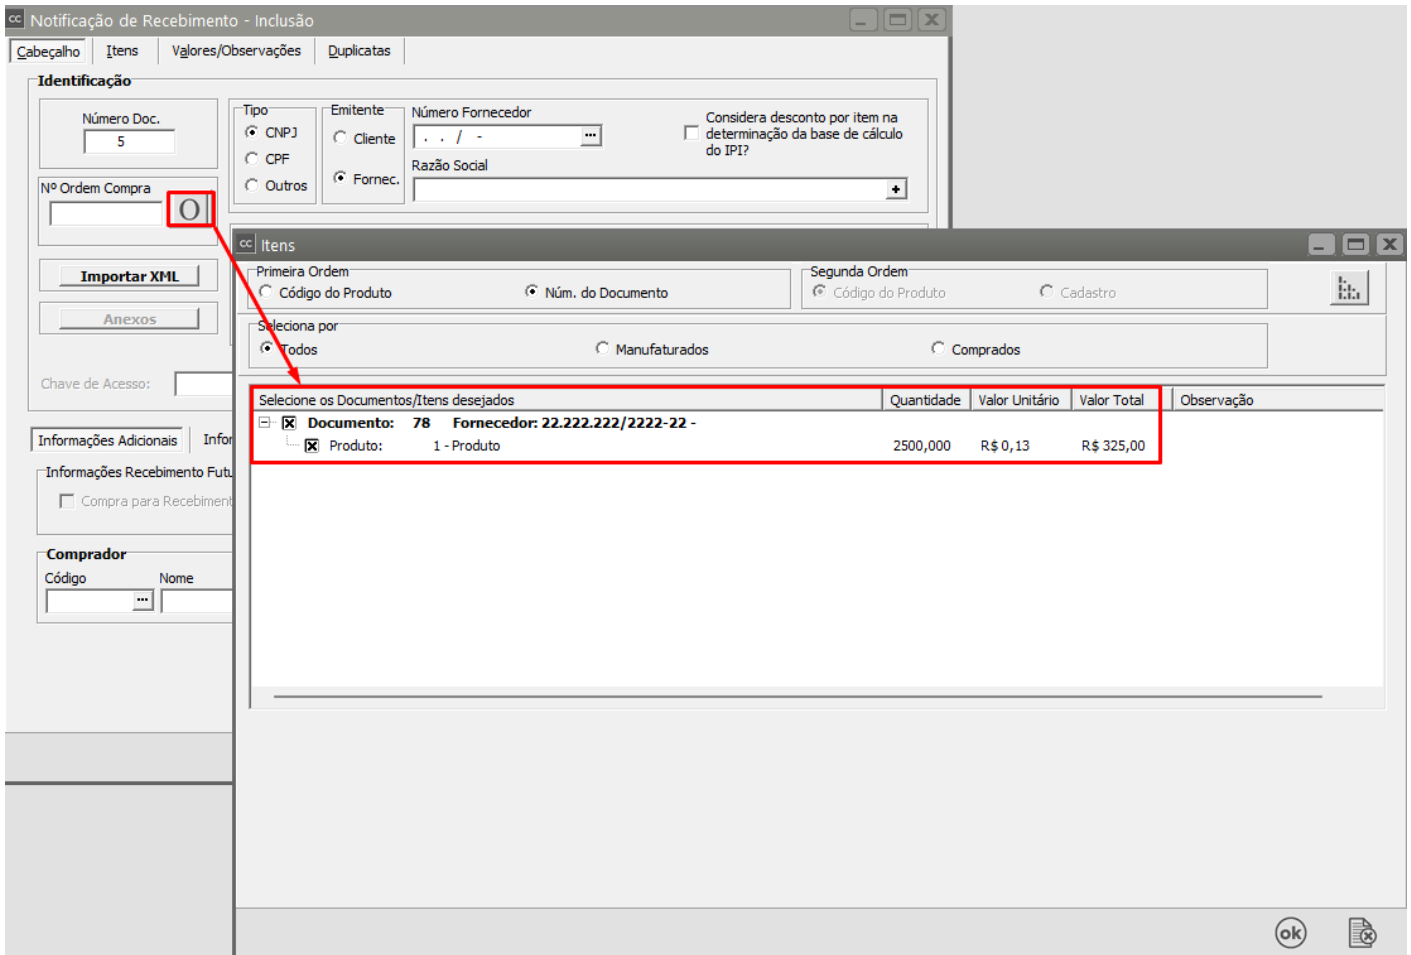 cc Notificação de Recebimento - Inclusão
Cabeçalho Itens Valores/Observações Duplicatas
Identificação
Número Doc.
5
Tipo
CNPJ
CPF
Outros
Emitente
Cliente
Fornec.
Número Fornecedor
. . / - ...
Razão Social
+
Considera desconto por item na
determinação da base de cálculo
do IPI?
Nº Ordem Compra
O
Importar XML
Anexos
Chave de Acesso:
Informações Adicionais Infor
Informações Recebimento Futu
Compra para Recebiment
Comprador
Código Nome
...
cc Itens
Primeira Ordem
Código do Produto Núm. do Documento
Segunda Ordem
Código do Produto Cadastro
Seleciona por
Todos Manufaturados Comprados
Selecione os Documentos/Itens desejados Quantidade Valor Unitário Valor Total Observação
Documento: 78 Fornecedor: 22.222.222/2222-22 -
Produto: 1 - Produto 2500,000 R$ 0,13 R$ 325,00
ok